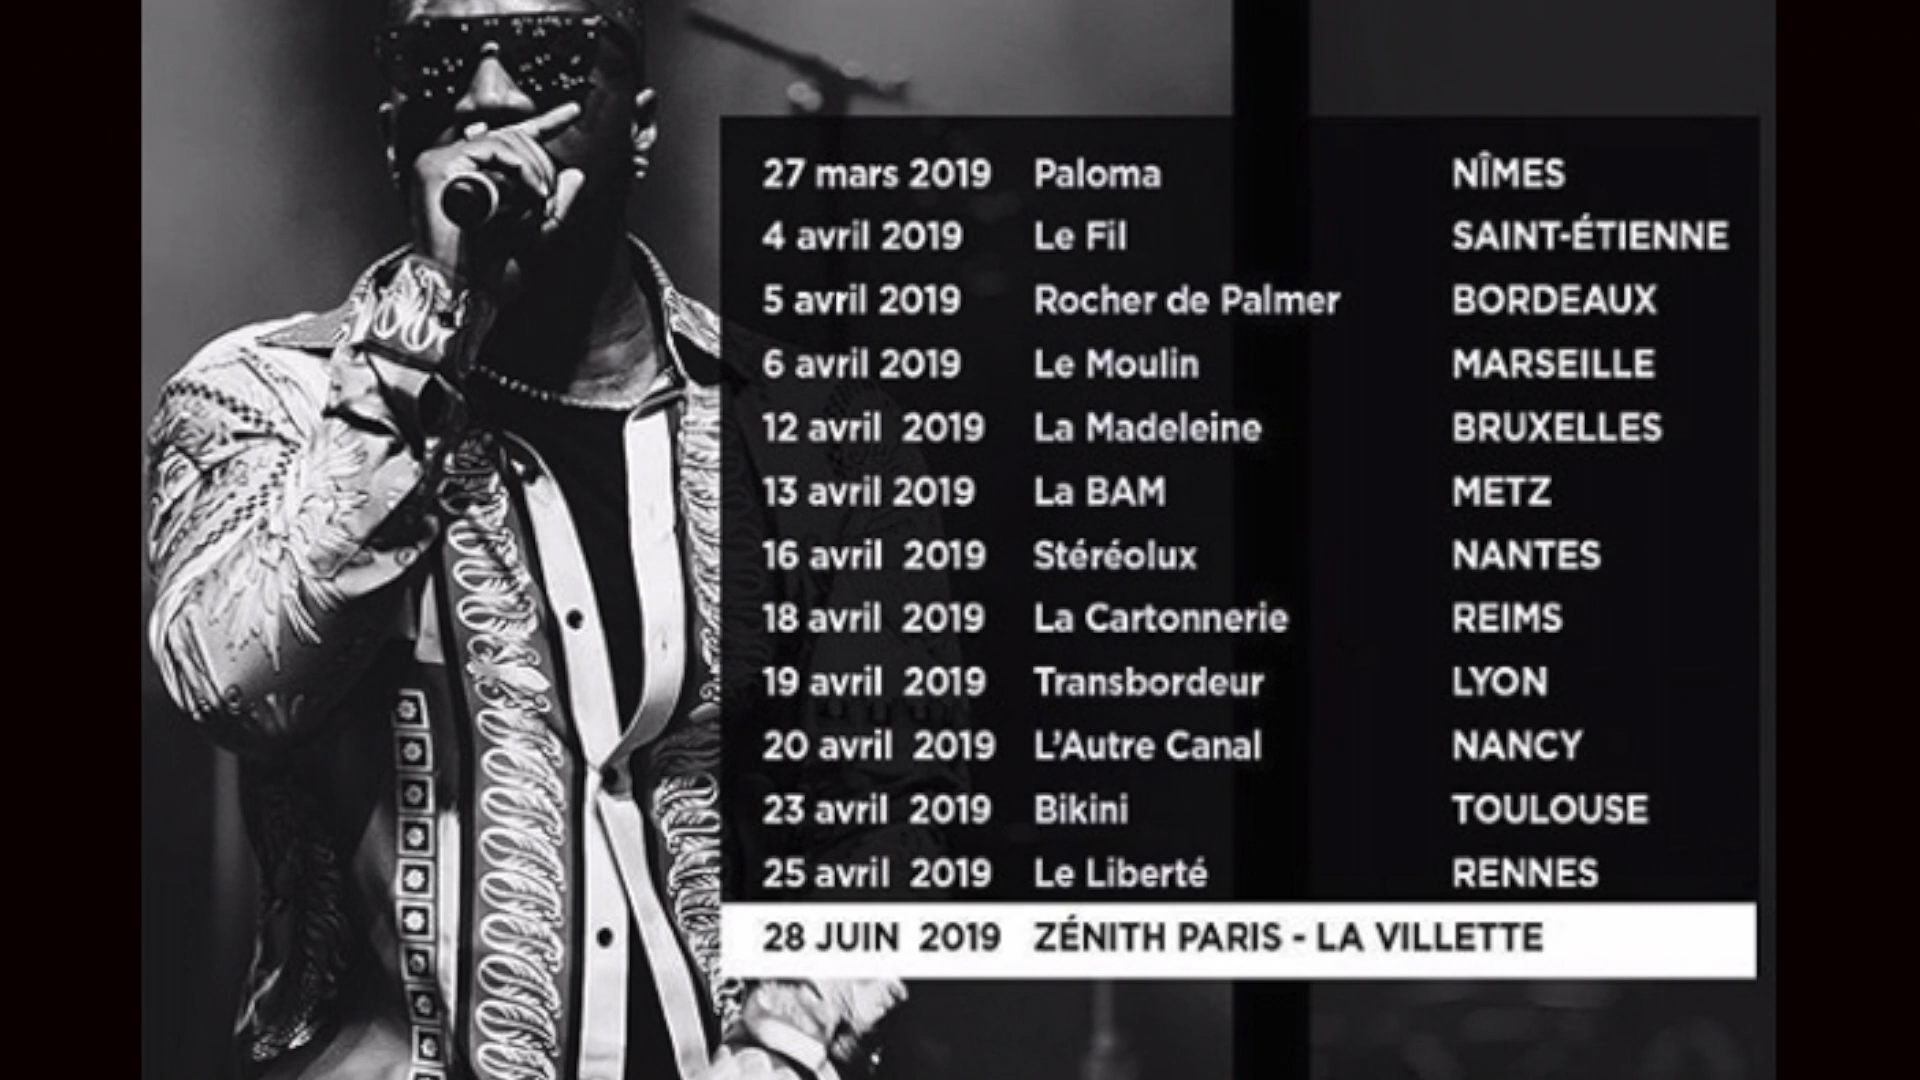 27 mars 2019 Paloma NÎMES
4 avril 2019 Le Fil SAINT-ÉTIENNE
5 avril 2019 Rocher de Palmer BORDEAUX
6 avril 2019 Le Moulin MARSEILLE
12 avril 2019 La Madeleine BRUXELLES
13 avril 2019 La BAM METZ
16 avril 2019 Stéréolux NANTES
18 avril 2019 La Cartonnerie REIMS
19 avril 2019 Transbordeur LYON
20 avril 2019 L'Autre Canal NANCY
23 avril 2019 Bikini TOULOUSE
25 avril 2019 Le Liberté RENNES
28 JUIN 2019 ZÉNITH PARIS - LA VILLETTE